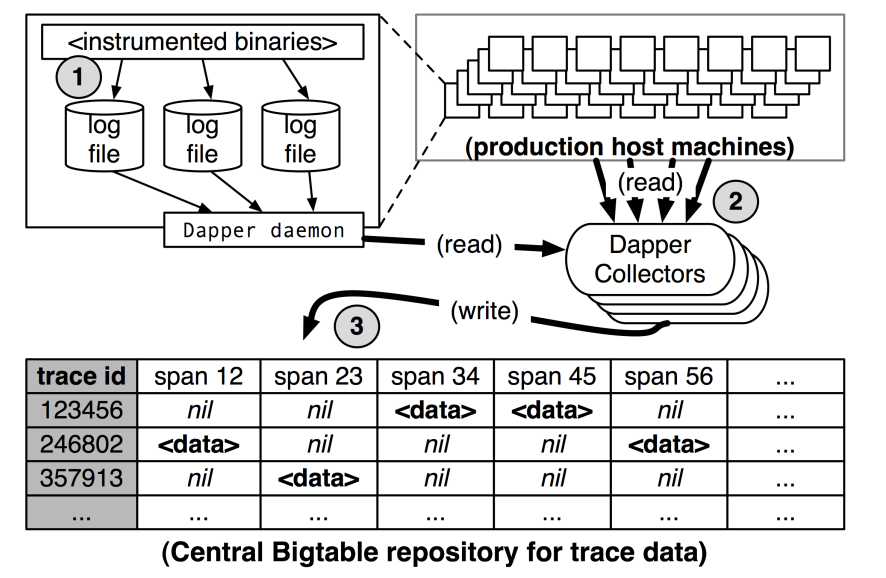 <instrumented binaries>
1
log file
log file
log file
Dapper daemon
(production host machines)
(read)
2
(read)
Dapper
Collectors
(write)
3
trace id span 12 span 23 span 34 span 45 span 56 ...
123456 nil nil <data> <data> nil ...
246802 <data> nil nil nil <data> ...
357913 nil <data> nil nil nil ...
... ... ... ... ... ... ...
(Central Bigtable repository for trace data)